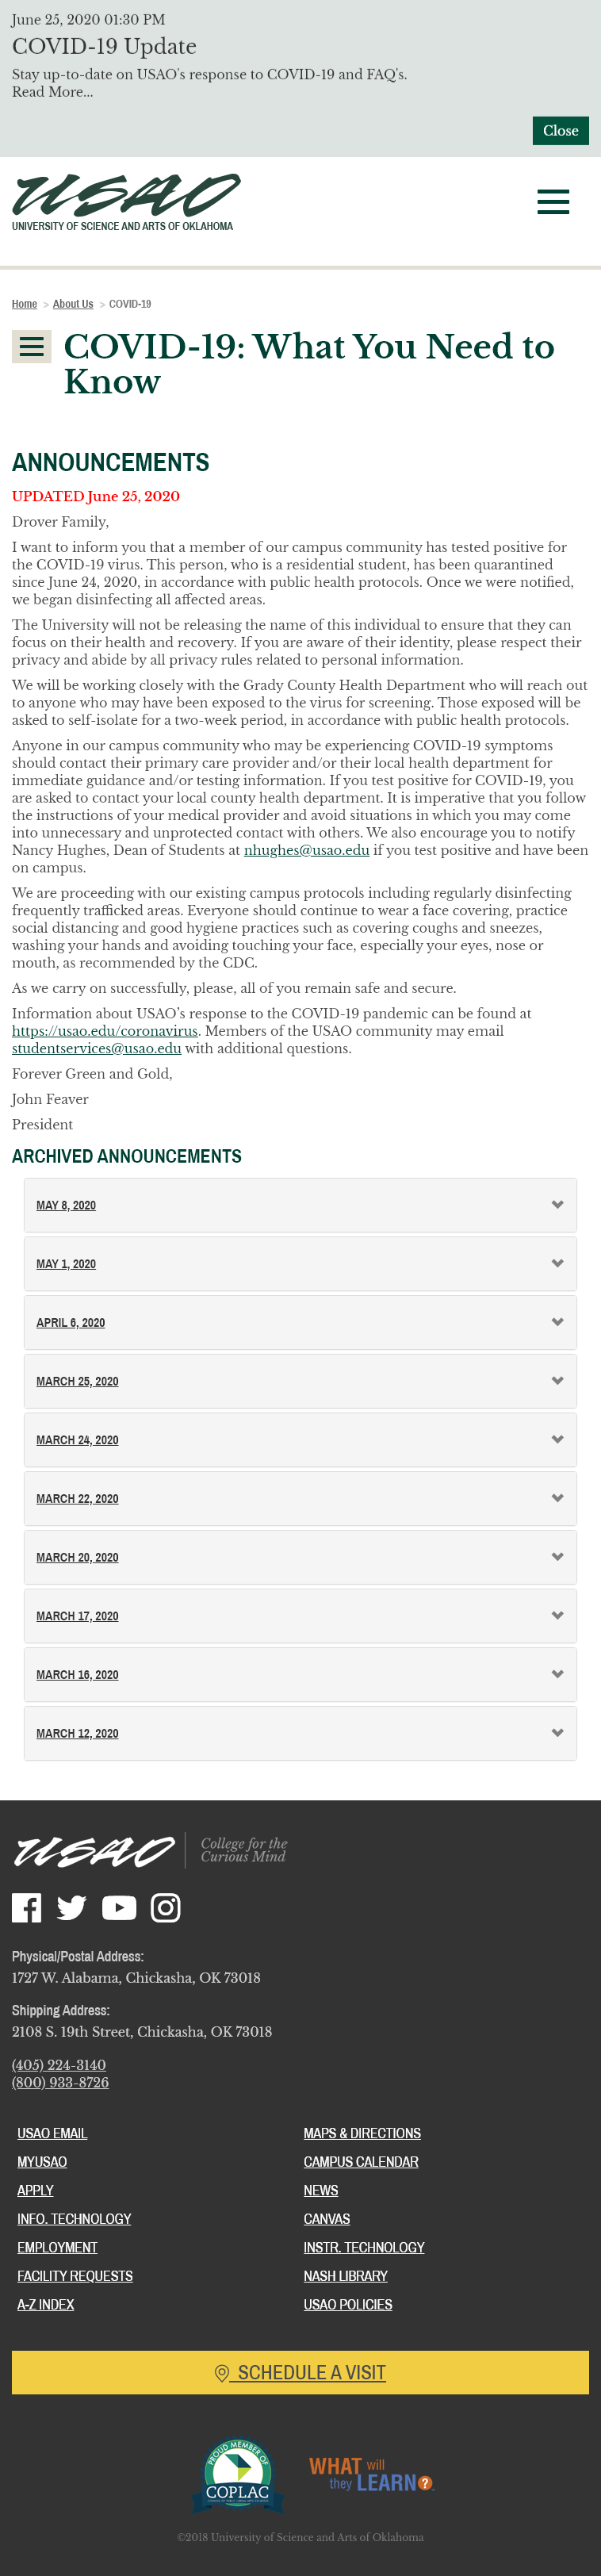 June 25, 2020 01:30 PM
COVID-19 Update
Stay up-to-date on USAO's response to COVID-19 and FAQ's.
Read More...
Close
USAO
UNIVERSITY OF SCIENCE AND ARTS OF OKLAHOMA
Home > About Us > COVID-19
COVID-19: What You Need to
Know
ANNOUNCEMENTS
UPDATED June 25, 2020
Drover Family,
I want to inform you that a member of our campus community has tested positive for
the COVID-19 virus. This person, who is a residential student, has been quarantined
since June 24, 2020, in accordance with public health protocols. Once we were notified,
we began disinfecting all affected areas.
The University will not be releasing the name of this individual to ensure that they can
focus on their health and recovery. If you are aware of their identity, please respect their
privacy and abide by all privacy rules related to personal information.
We will be working closely with the Grady County Health Department who will reach out
to anyone who may have been exposed to the virus for screening. Those exposed will be
asked to self-isolate for a two-week period, in accordance with public health protocols.
Anyone in our campus community who may be experiencing COVID-19 symptoms
should contact their primary care provider and/or their local health department for
immediate guidance and/or testing information. If you test positive for COVID-19, you
are asked to contact your local county health department. It is imperative that you follow
the instructions of your medical provider and avoid situations in which you may come
into unnecessary and unprotected contact with others. We also encourage you to notify
Nancy Hughes, Dean of Students at nhughes@usao.edu if you test positive and have been
on campus.
We are proceeding with our existing campus protocols including regularly disinfecting
frequently trafficked areas. Everyone should continue to wear a face covering, practice
social distancing and good hygiene practices such as covering coughs and sneezes,
washing your hands and avoiding touching your face, especially your eyes, nose or
mouth, as recommended by the CDC.
As we carry on successfully, please, all of you remain safe and secure.
Information about USAO’s response to the COVID-19 pandemic can be found at
https://usao.edu/coronavirus. Members of the USAO community may email
studentservices@usao.edu with additional questions.
Forever Green and Gold,
John Feaver
President
ARCHIVED ANNOUNCEMENTS
MAY 8, 2020
MAY 1, 2020
APRIL 6, 2020
MARCH 25, 2020
MARCH 24, 2020
MARCH 22, 2020
MARCH 20, 2020
MARCH 17, 2020
MARCH 16, 2020
MARCH 12, 2020
USAO
College for the
Curious Mind
Physical/Postal Address:
1727 W. Alabama, Chickasha, OK 73018
Shipping Address:
2108 S. 19th Street, Chickasha, OK 73018
(405) 224-3140
(800) 933-8726
USAO EMAIL
MYUSAO
APPLY
INFO. TECHNOLOGY
EMPLOYMENT
FACILITY REQUESTS
A-Z INDEX
MAPS & DIRECTIONS
CAMPUS CALENDAR
NEWS
CANVAS
INSTR. TECHNOLOGY
NASH LIBRARY
USAO POLICIES
SCHEDULE A VISIT
PROUD MEMBER OF
COPLAC
WHAT will
they LEARN?
©2018 University of Science and Arts of Oklahoma